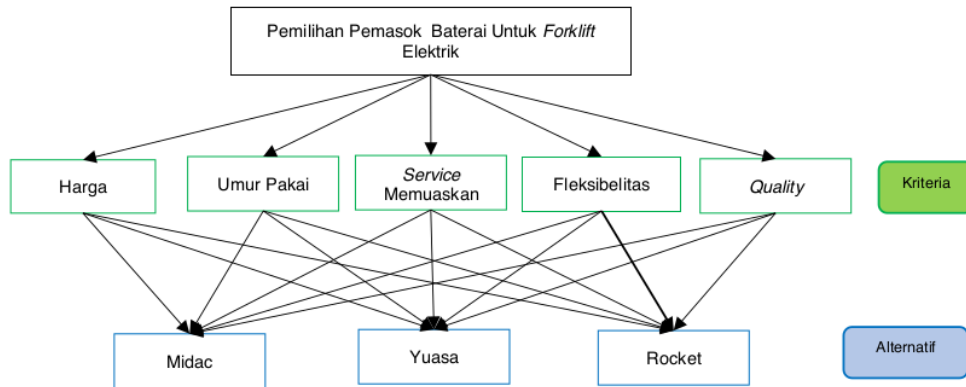 Pemilihan Pemasok Baterai Untuk Forklift
Elektrik
Harga
Umur Pakai
Service
Memuaskan
Fleksibelitas
Quality
Kriteria
Midac
Yuasa
Rocket
Alternatif